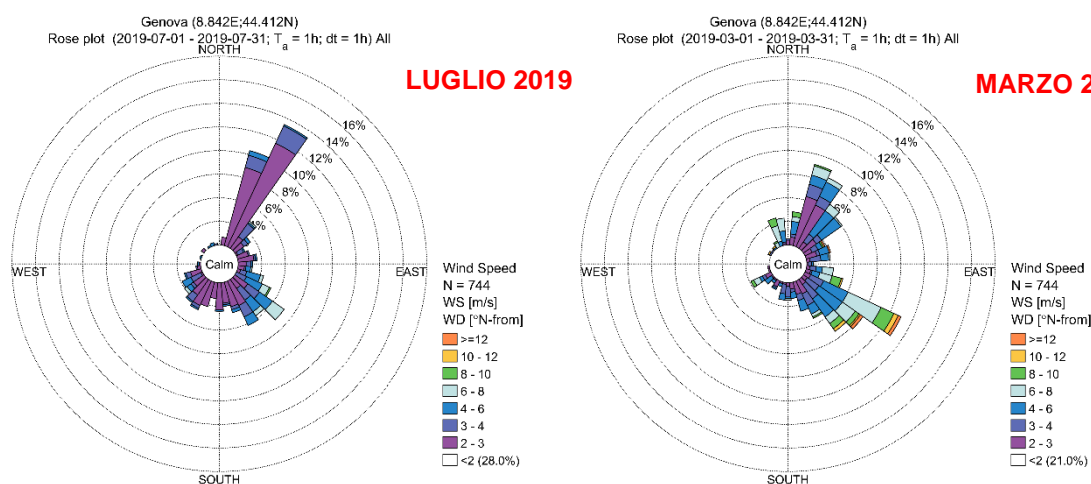 Genova (8.842E;44.412N)
Rose plot (2019-07-01 - 2019-07-31; Ta = 1h; dt = 1h) All
NORTH
LUGLIO 2019
16%
14%
12%
10%
8%
6%
4%
Calm
WEST
EAST
SOUTH
Wind Speed
N = 744
WS [m/s]
WD [°N-from]
>=12
10 - 12
8 - 10
6 - 8
4 - 6
3 - 4
2 - 3
<2 (28.0%)
Genova (8.842E;44.412N)
Rose plot (2019-03-01 - 2019-03-31; Ta = 1h; dt = 1h) All
NORTH
MARZO 2
16%
14%
12%
10%
8%
6%
Calm
WEST
EAST
SOUTH
Wind Speed
N = 744
WS [m/s]
WD [°N-from]
>=12
10 - 12
8 - 10
6 - 8
4 - 6
3 - 4
2 - 3
<2 (21.0%)